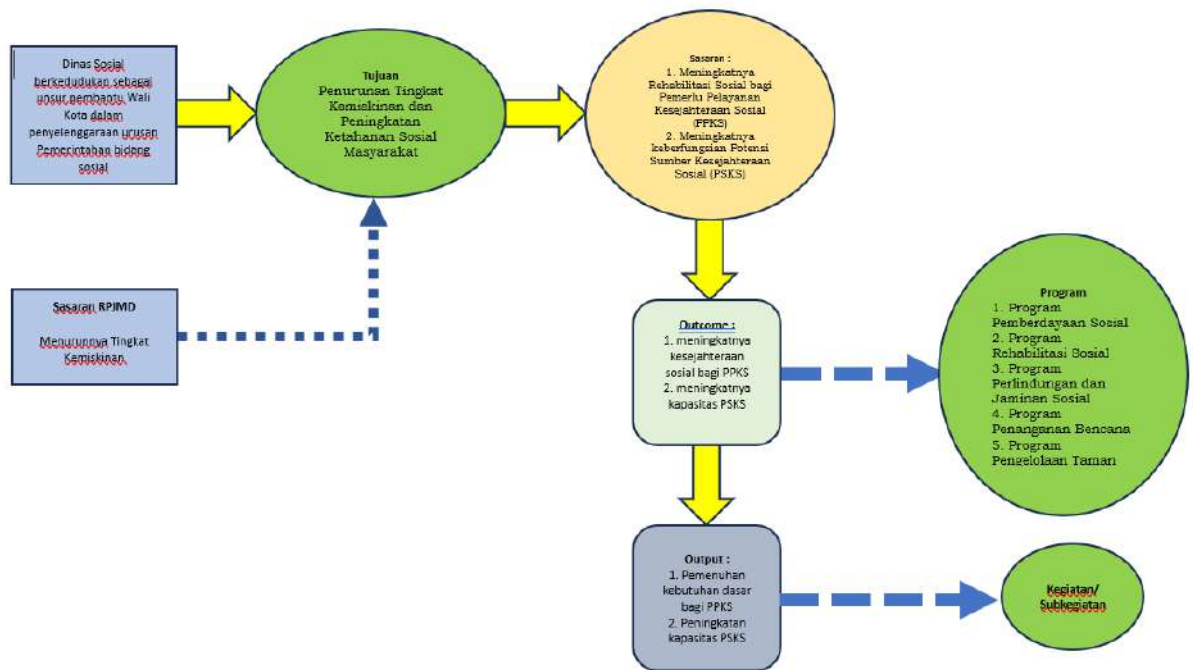 Dinas Sosial
berkedudukan sebagai
unsur pembantu Wali
Kota dalam
penyelenggaraan urusan
Pemerintahan bidang
sosial
Tujuan
Penurunan Tingkat
Kemiskinan dan
Peningkatan
Ketahanan Sosial
Masyarakat
Sasaran :
1. Meningkatnya
Rehabilitasi Sosial bagi
Pemerlu Pelayanan
Kesejahteraan Sosial
(PPKS)
2. Meningkatnya
keberfungsian Potensi
Sumber Kesejahteraan
Sosial (PSKS)
Sasaran RPJMD
Menurunnya Tingkat
Kemiskinan
Outcome :
1. meningkatnya
kesejahteraan
sosial bagi PPKS
2. meningkatnya
kapasitas PSKS
Program
1. Program
Pemberdayaan Sosial
2. Program
Rehabilitasi Sosial
3. Program
Perlindungan dan
Jaminan Sosial
4. Program
Penanganan Bencana
5. Program
Pengelolaan Taman
Output :
1. Pemenuhan
kebutuhan dasar
bagi PPKS
2. Peningkatan
kapasitas PSKS
Kegiatan/
Subkegiatan